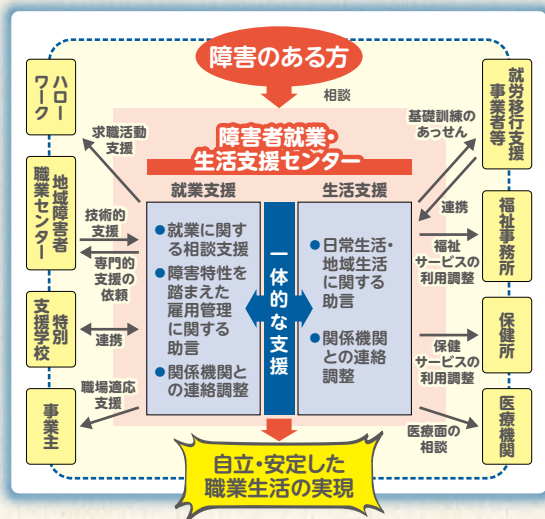 障害のある方
相談
障害者就業・
生活支援センター
就業支援
生活支援
●就業に関す
る相談支援
●障害特性を
踏まえた
雇用管理
に関する
助言
●関係機関と
の連絡調整
一体的な支援
●日常生活・
地域生活
に関する
助言
●関係機関
との連絡
調整
ハロー
ワーク
求職活動
支援
地域障害者
職業センター
技術的
支援
専門的
支援の
依頼
特別
支援学校
連携
事業主
職場適応
支援
就労移行支援
事業者等
基礎訓練の
あっせん
連携
福祉事務所
福祉
サービスの
利用調整
保健所
保健
サービスの
利用調整
医療機関
医療面の
相談
自立・安定した
職業生活の実現